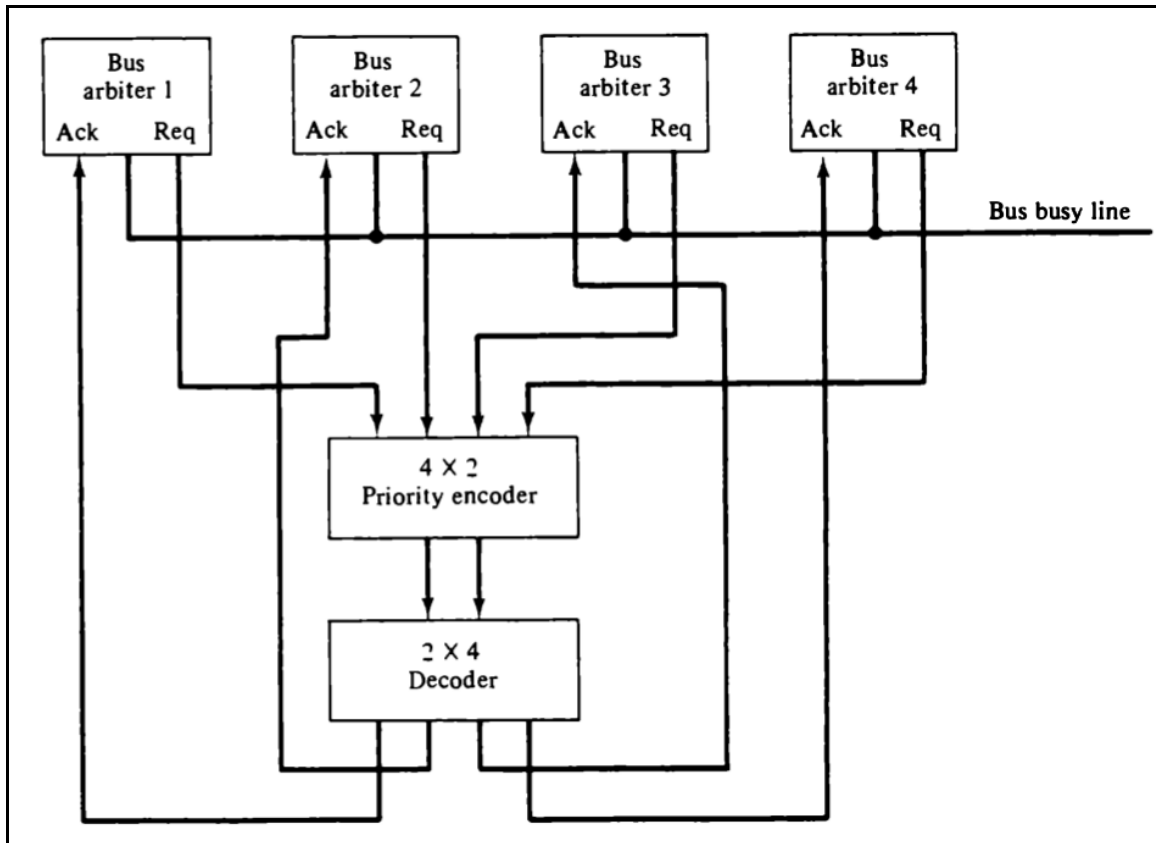 Bus
arbiter 1
Ack Req
Bus
arbiter 2
Ack Req
Bus
arbiter 3
Ack Req
Bus
arbiter 4
Ack Req
Bus busy line
4 × 2
Priority encoder
2 × 4
Decoder